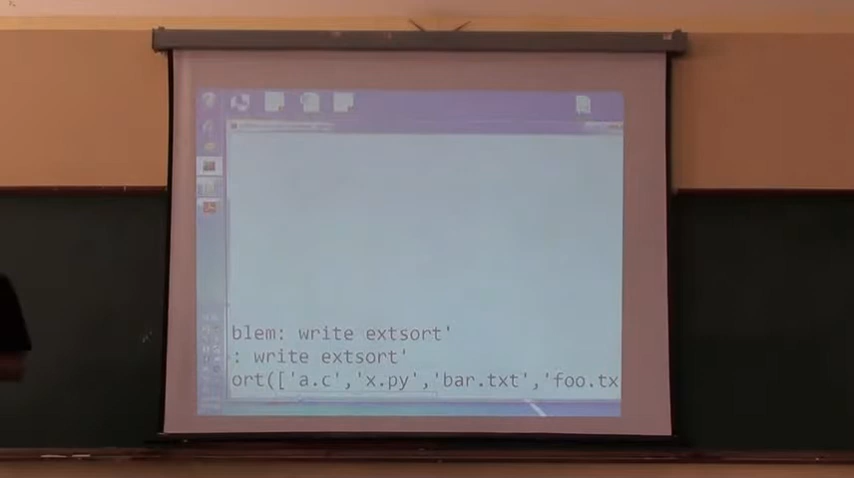 blem: write extsort'
: write extsort'
ort(['a.c','x.py','bar.txt','foo.tx